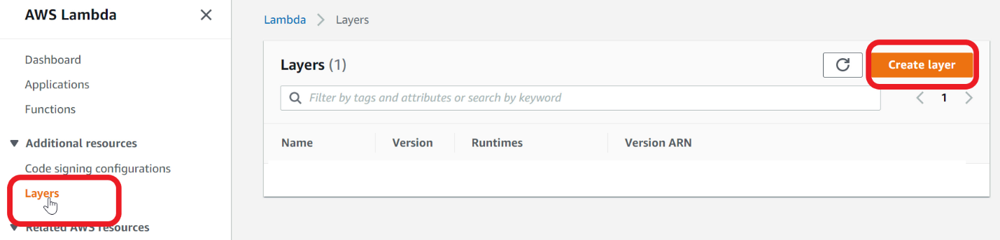 AWS Lambda
Dashboard
Applications
Functions
Additional resources
Code signing configurations
Layers
Related AWS resources
Lambda > Layers
Layers (1)
Create layer
Filter by tags and attributes or search by keyword
1
Name Version Runtimes Version ARN